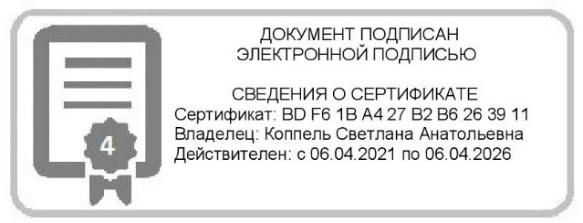 ДОКУМЕНТ ПОДПИСАН
ЭЛЕКТРОННОЙ ПОДПИСЬЮ
СВЕДЕНИЯ О СЕРТИФИКАТЕ
Сертификат: BD F6 1B A4 27 B2 B6 26 39 11
Владелец: Коппель Светлана Анатольевна
Действителен: с 06.04.2021 по 06.04.2026
4